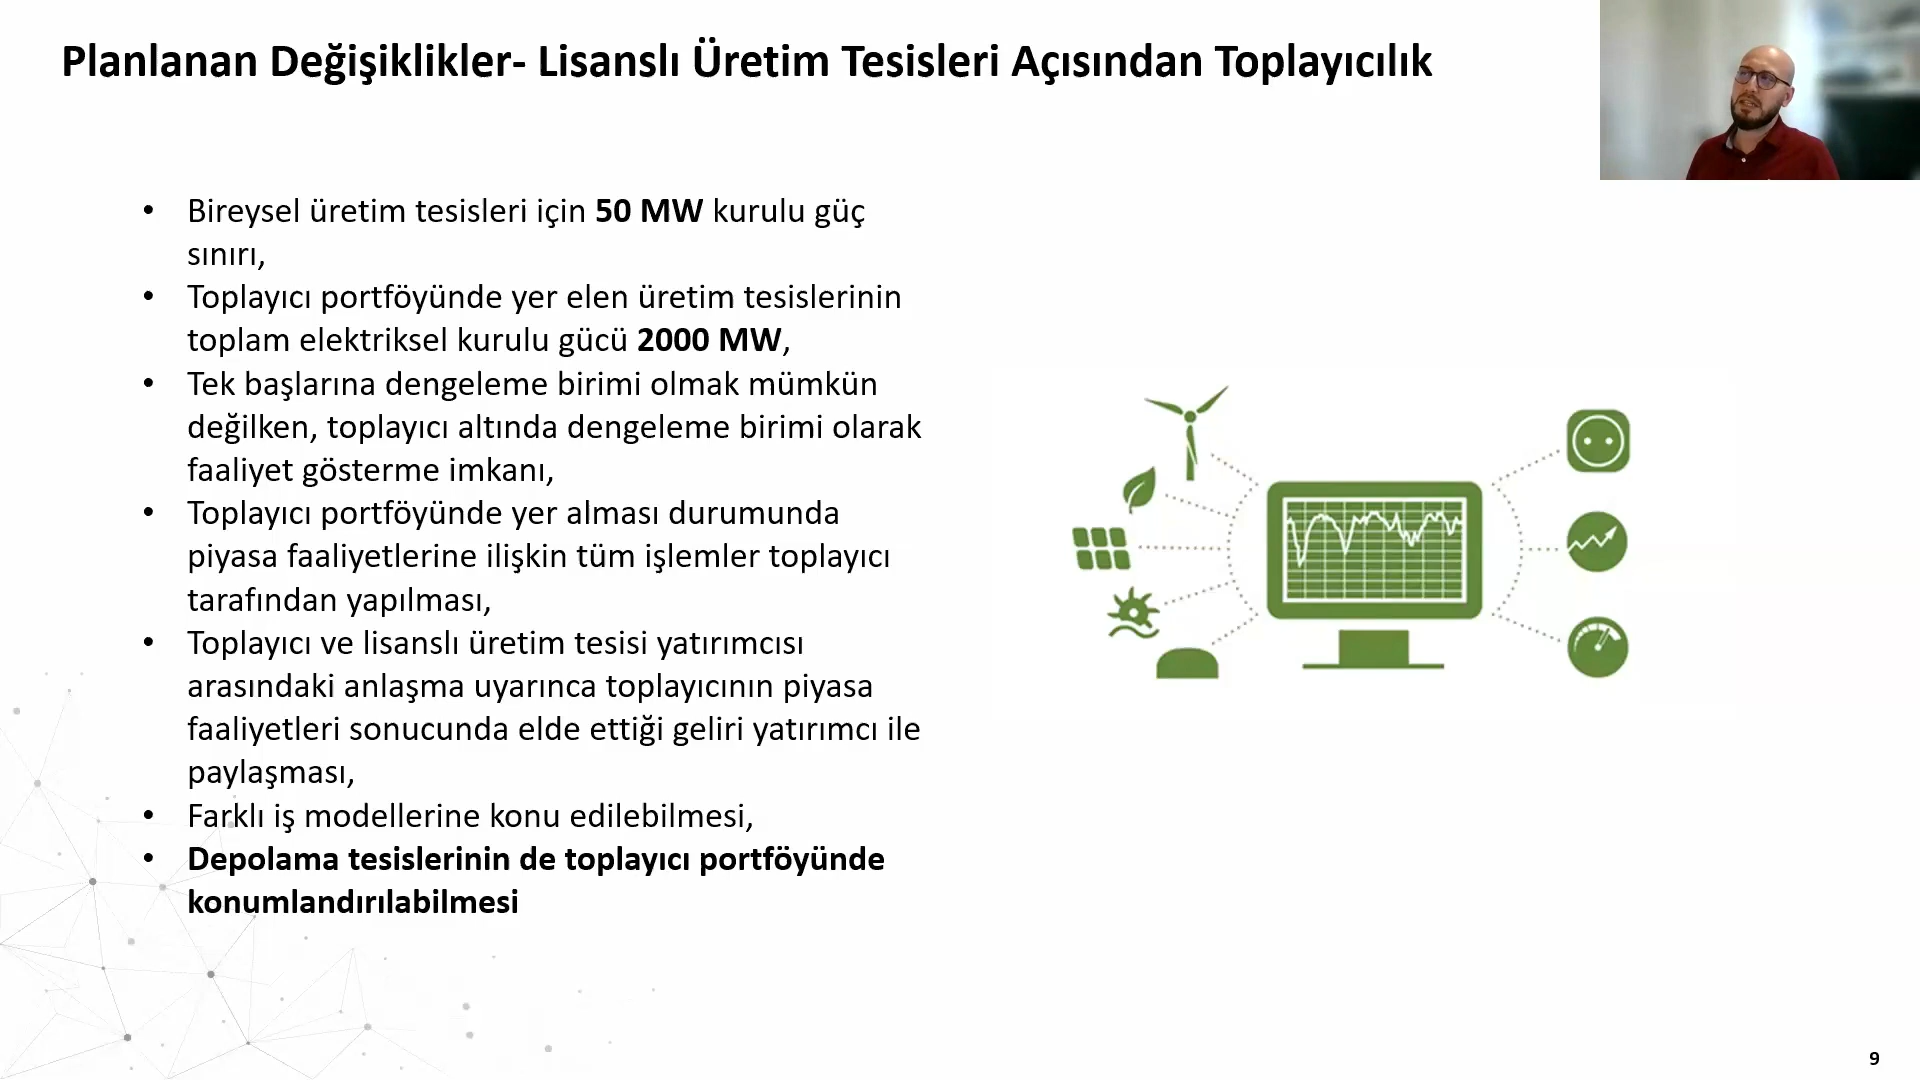 Planlanan Değişiklikler- Lisanslı Üretim Tesisleri Açısından Toplayıcılık
• Bireysel üretim tesisleri için 50 MW kurulu güç
sınırı,
• Toplayıcı portföyünde yer elen üretim tesislerinin
toplam elektriksel kurulu gücü 2000 MW,
• Tek başlarına dengeleme birimi olmak mümkün
değilken, toplayıcı altında dengeleme birimi olarak
faaliyet gösterme imkanı,
• Toplayıcı portföyünde yer alması durumunda
piyasa faaliyetlerine ilişkin tüm işlemler toplayıcı
tarafından yapılması,
• Toplayıcı ve lisanslı üretim tesisi yatırımcısı
arasındaki anlaşma uyarınca toplayıcının piyasa
faaliyetleri sonucunda elde ettiği geliri yatırımcı ile
paylaşması,
• Farklı iş modellerine konu edilebilmesi,
• Depolama tesislerinin de toplayıcı portföyünde
konumlandırılabilmesi
9